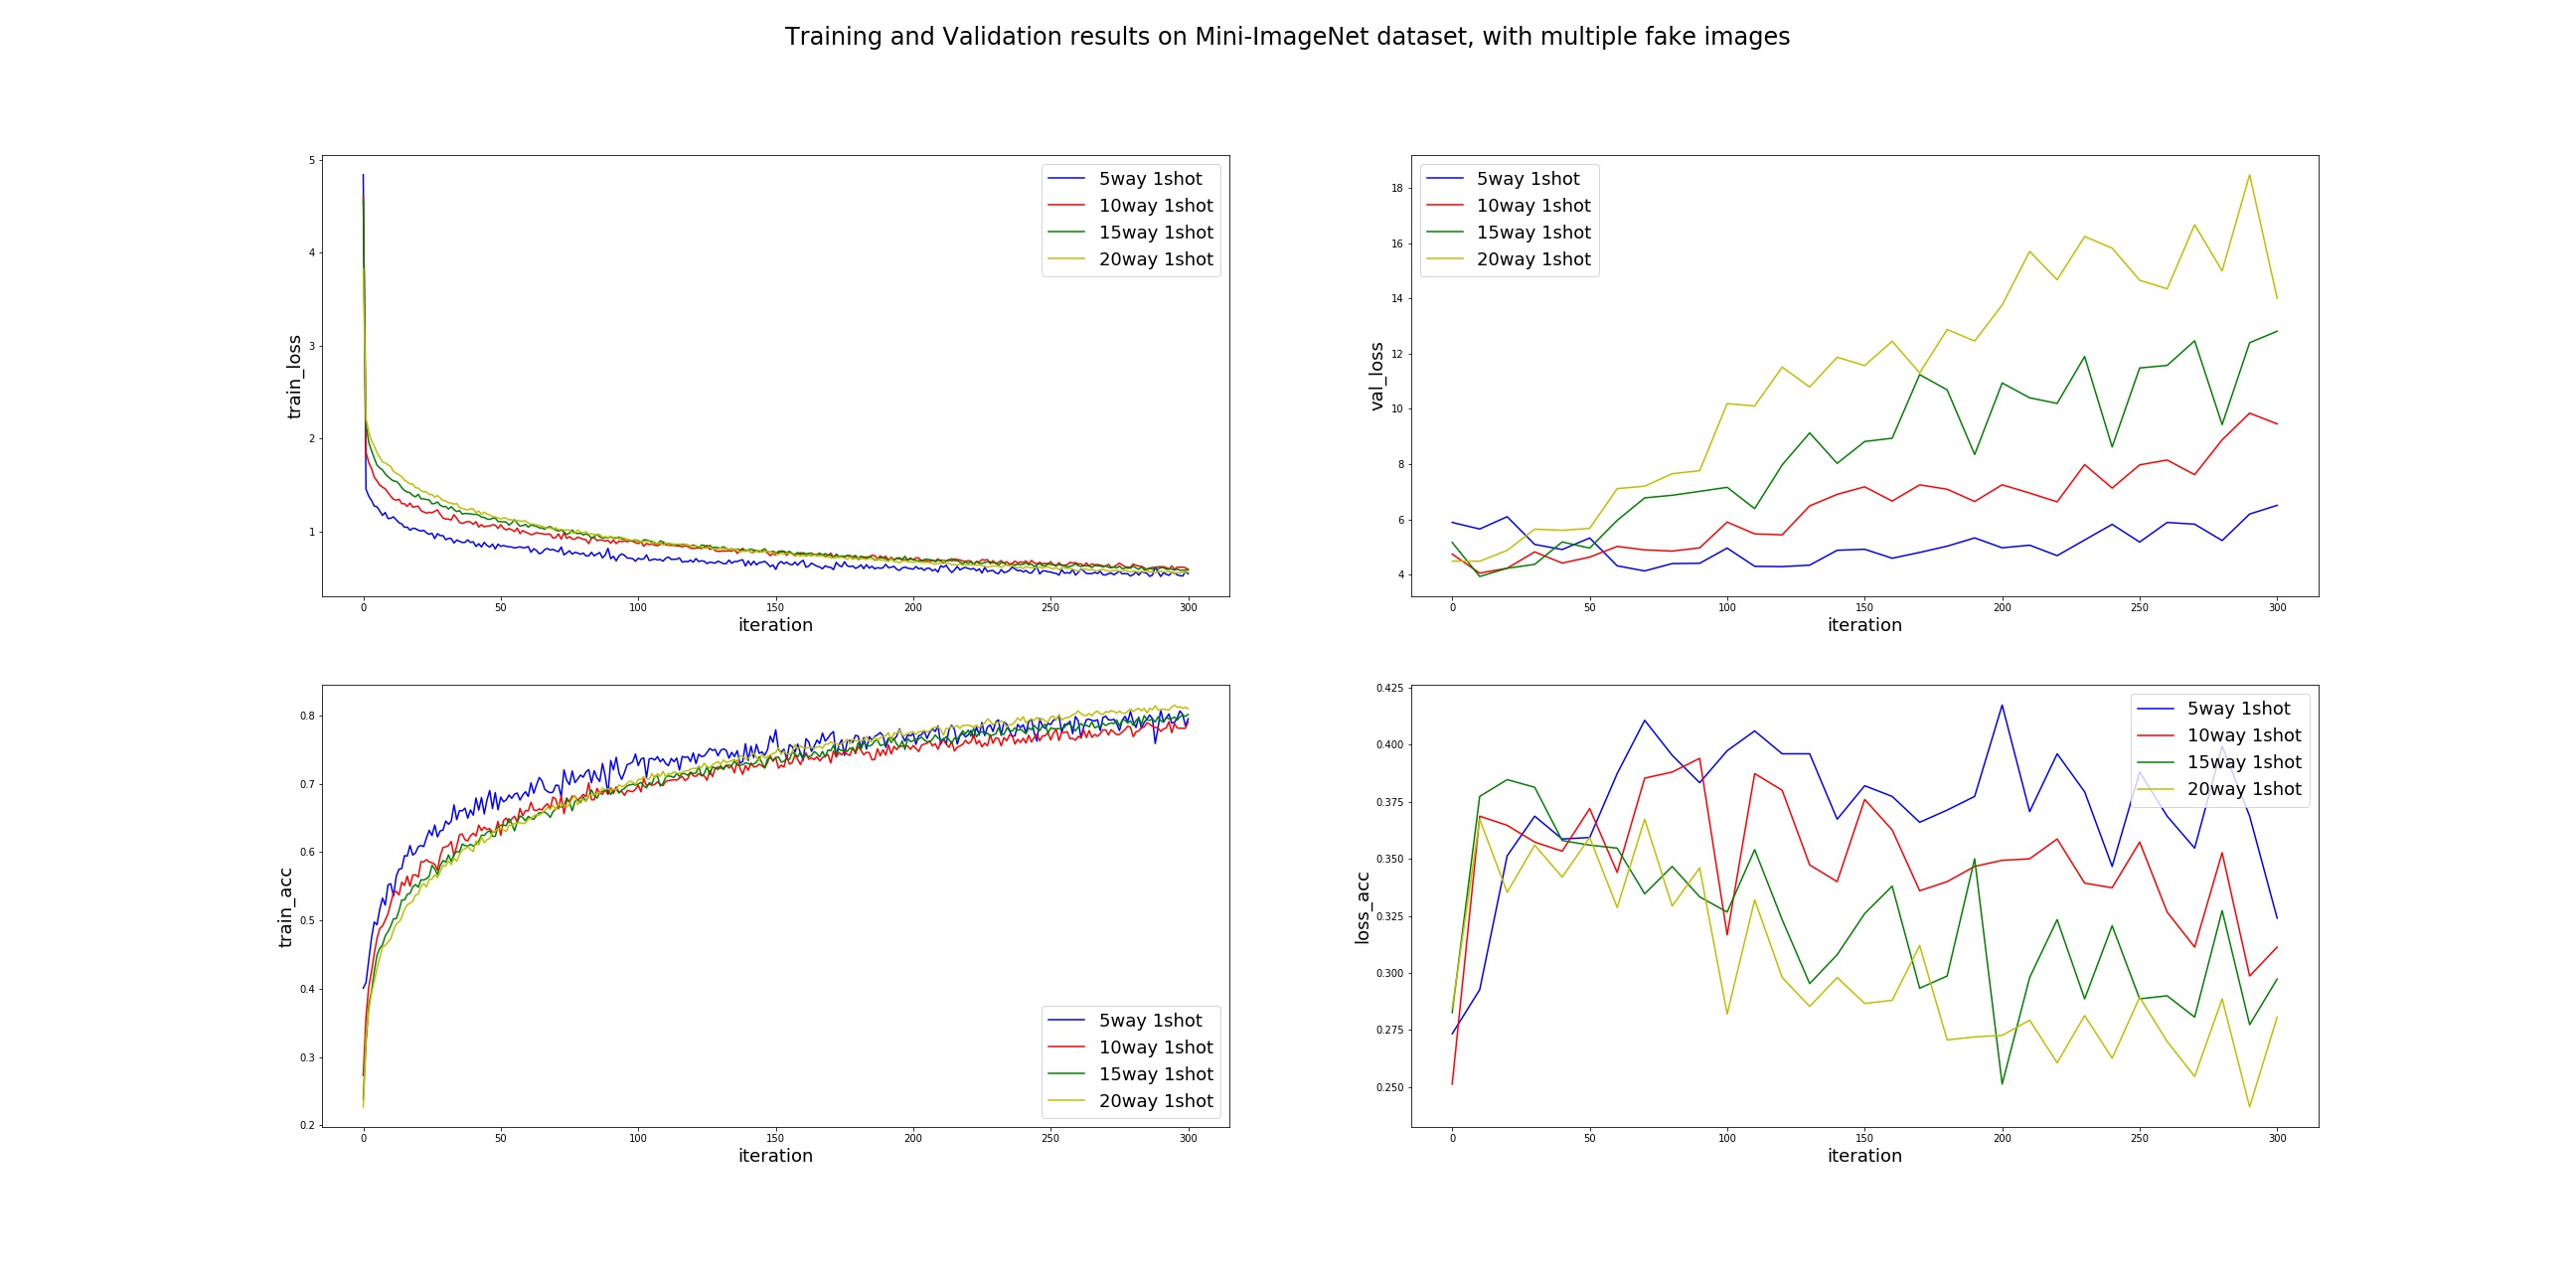 Training and Validation results on Mini-ImageNet dataset, with multiple fake images
5
4
3
2
1
train_loss
0 50 100 150 200 250 300
iteration
5way 1shot
10way 1shot
15way 1shot
20way 1shot
18
16
14
12
10
8
6
4
val_loss
0 50 100 150 200 250 300
iteration
5way 1shot
10way 1shot
15way 1shot
20way 1shot
0.8
0.7
0.6
0.5
0.4
0.3
0.2
train_acc
0 50 100 150 200 250 300
iteration
5way 1shot
10way 1shot
15way 1shot
20way 1shot
0.425
0.400
0.375
0.350
0.325
0.300
0.275
0.250
loss_acc
0 50 100 150 200 250 300
iteration
5way 1shot
10way 1shot
15way 1shot
20way 1shot